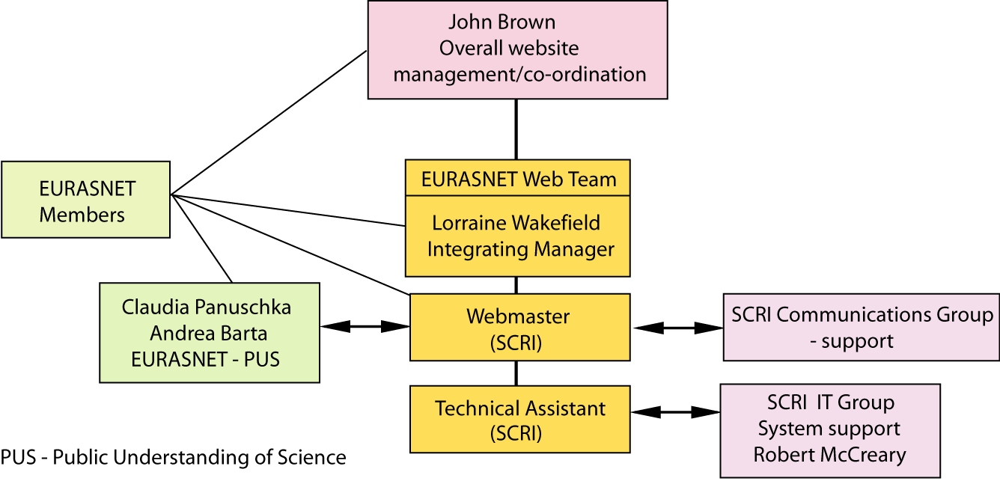 John Brown
Overall website
management/co-ordination
EURASNET
Members
EURASNET Web Team
Lorraine Wakefield
Integrating Manager
Claudia Panuschka
Andrea Barta
EURASNET - PUS
Webmaster
(SCRI)
SCRI Communications Group
- support
Technical Assistant
(SCRI)
SCRI IT Group
System support
Robert McCreary
PUS - Public Understanding of Science